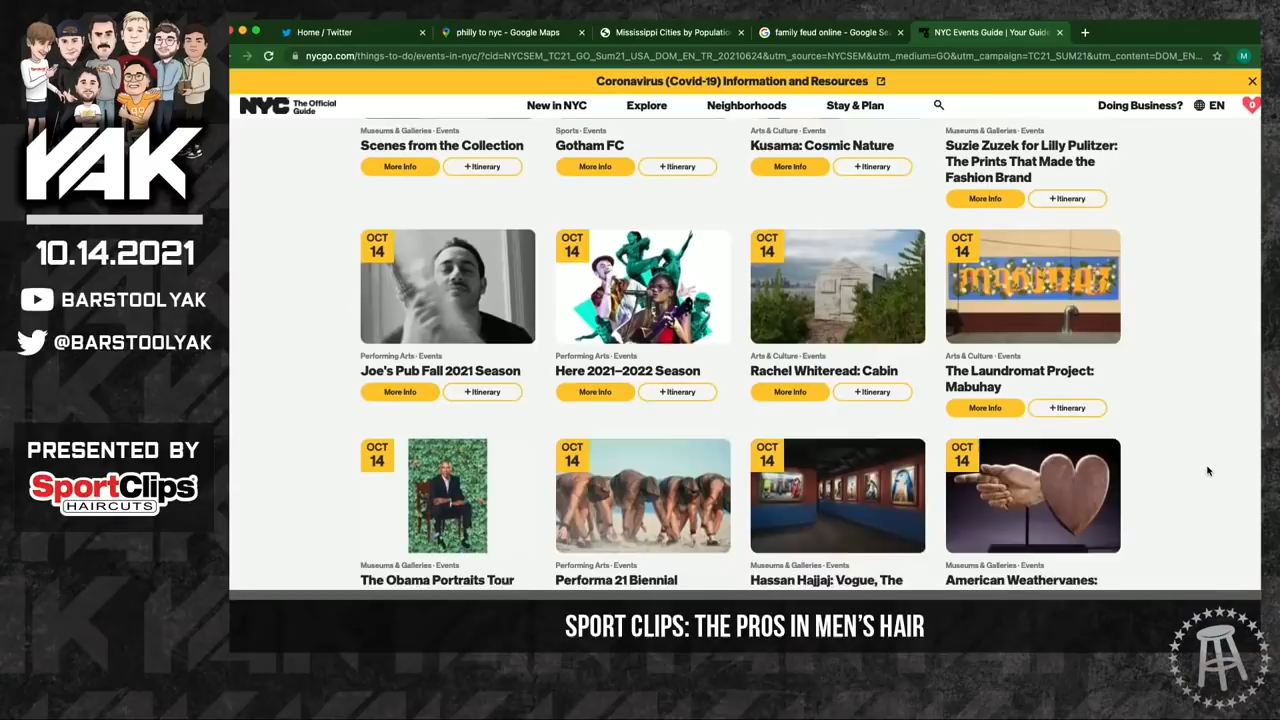 YAK
10.14.2021
BARSTOOLYAK
@BARSTOOLYAK
PRESENTED BY
SportClips
HAIRCUTS
Home / Twitter
philly to nyc - Google Maps
Mississippi Cities by Populatio
family feud online - Google Se
NYC Events Guide | Your Guide
M
nycgo.com/things-to-do/events-in-nyc/?cid=NYCSEM_TC21_GO_Sum21_USA_DOM_EN_TR_20210624&utm_source=NYCSEM&utm_medium=GO&utm_campaign=TC21_SUM21&utm_content=DOM_EN...
Coronavirus (Covid-19) Information and Resources
NYC The Official Guide
New in NYC
Explore
Neighborhoods
Stay & Plan
Doing Business?
EN
0
Museums & Galleries · Events
Scenes from the Collection
More Info
+Itinerary
Sports · Events
Gotham FC
More Info
+Itinerary
Arts & Culture · Events
Kusama: Cosmic Nature
More Info
+Itinerary
Museums & Galleries · Events
Suzie Zuzek for Lilly Pulitzer:
The Prints That Made the
Fashion Brand
More Info
+Itinerary
OCT
14
Performing Arts · Events
Joe's Pub Fall 2021 Season
More Info
+Itinerary
OCT
14
Performing Arts · Events
Here 2021–2022 Season
More Info
+Itinerary
OCT
14
Arts & Culture · Events
Rachel Whiteread: Cabin
More Info
+Itinerary
OCT
14
MABUHAY
Arts & Culture · Events
The Laundromat Project:
Mabuhay
More Info
+Itinerary
OCT
14
Museums & Galleries · Events
The Obama Portraits Tour
OCT
14
Performing Arts · Events
Performa 21 Biennial
OCT
14
Museums & Galleries · Events
Hassan Hajjaj: Vogue, The
OCT
14
Museums & Galleries · Events
American Weathervanes:
SPORT CLIPS: THE PROS IN MEN'S HAIR